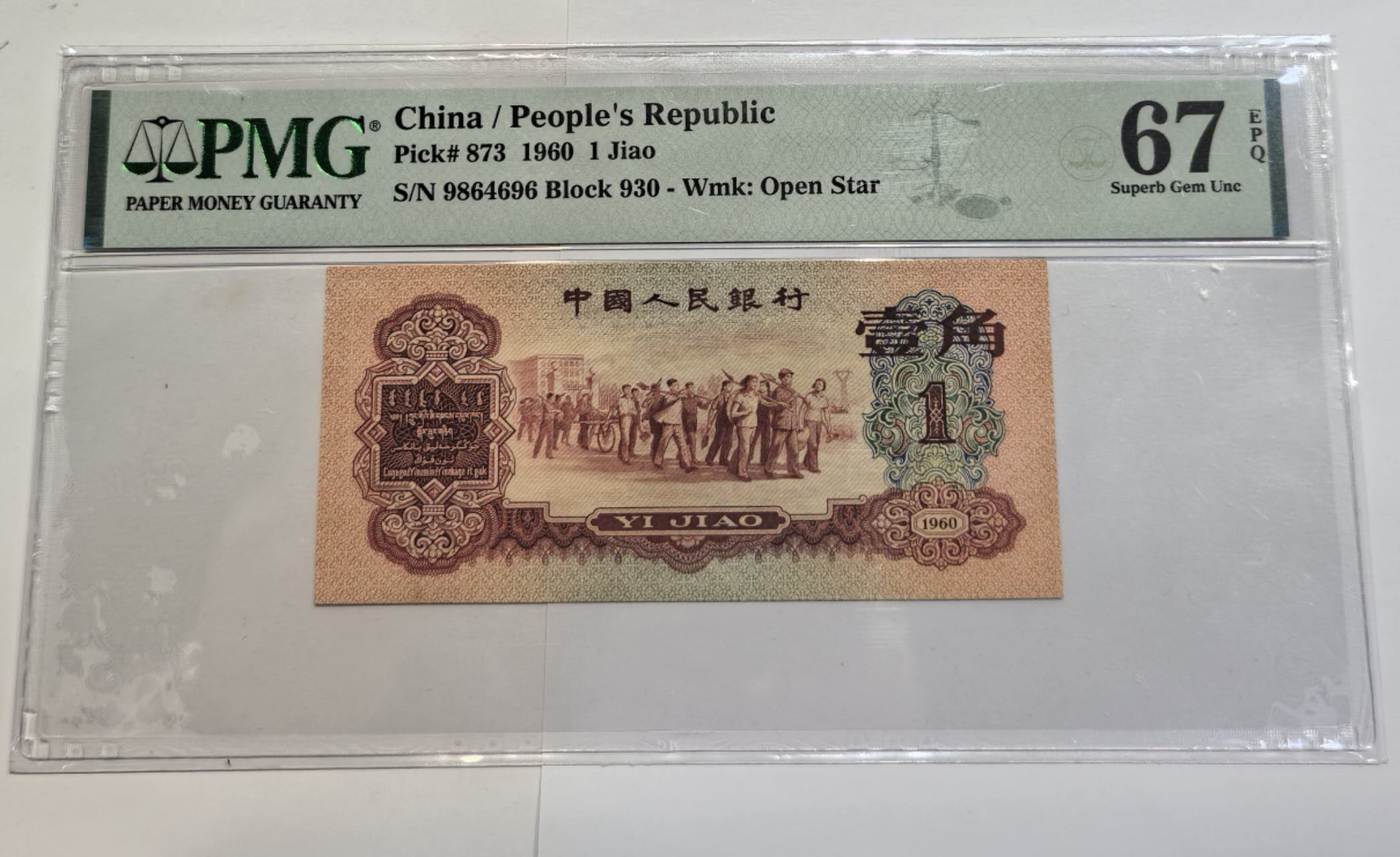 PMG®
PAPER MONEY GUARANTY
China / People's Republic
Pick# 873 1960 1 Jiao
S/N 9864696 Block 930 - Wmk: Open Star
67
EPQ
Superb Gem Unc
中國人民銀行
壹角
1
YI JIAO
1960